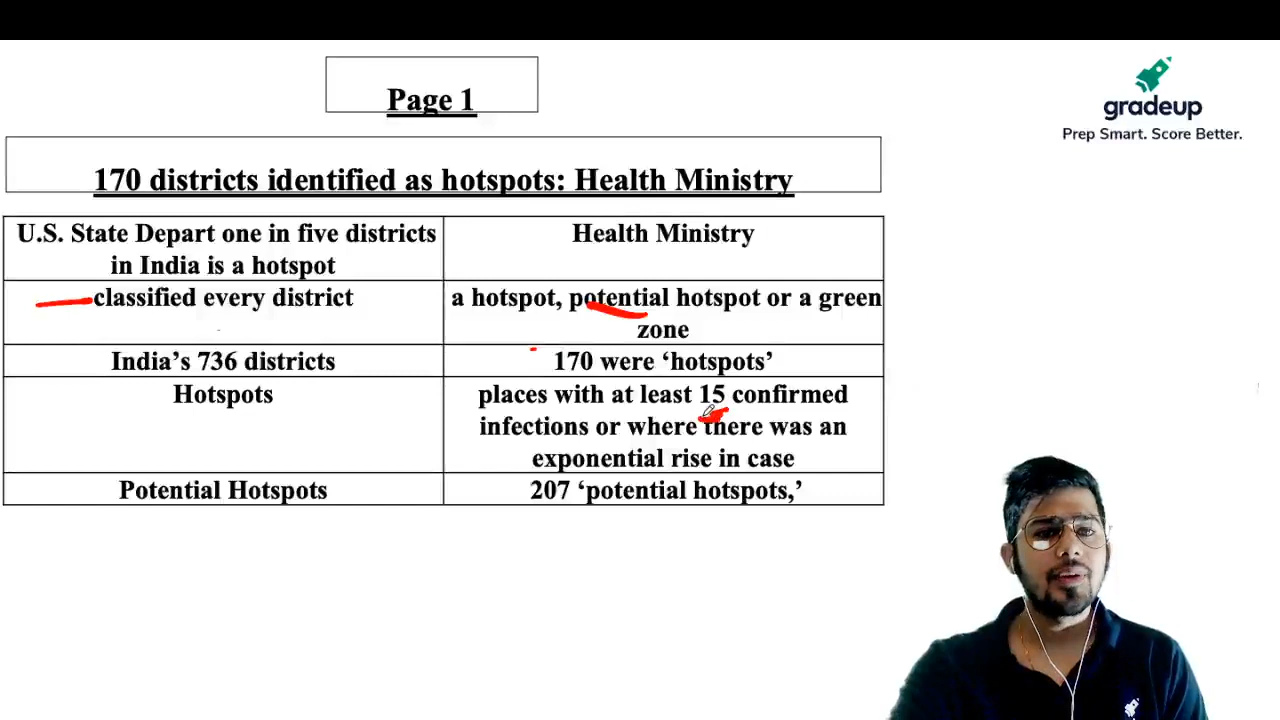 Page 1
gradeup
Prep Smart. Score Better.
170 districts identified as hotspots: Health Ministry
U.S. State Depart one in five districts
in India is a hotspot
Health Ministry
classified every district
a hotspot, potential hotspot or a green
zone
India's 736 districts
170 were 'hotspots'
Hotspots
places with at least 15 confirmed
infections or where there was an
exponential rise in case
Potential Hotspots
207 'potential hotspots,'